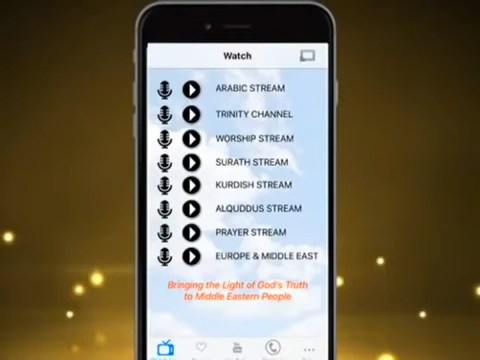 Watch
ARABIC STREAM
TRINITY CHANNEL
WORSHIP STREAM
SURATH STREAM
KURDISH STREAM
ALQUDDUS STREAM
PRAYER STREAM
EUROPE & MIDDLE EAST
Bringing the Light of God's Truth
to Middle Eastern People